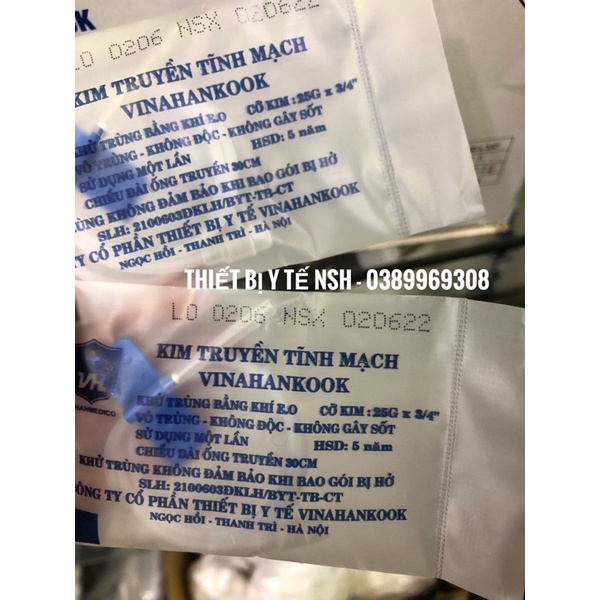 OK
LO 0206 NSX 020622
KIM TRUYỀN TĨNH MẠCH
VINAHANKOOK
KHỬ TRÙNG BẰNG KHÍ E.O CỠ KIM : 25G x 3/4"
VÔ TRÙNG - KHÔNG ĐỘC - KHÔNG GÂY SỐT
SỬ DỤNG MỘT LẦN HSD: 5 năm
CHIỀU DÀI ỐNG TRUYỀN 30CM
TRÙNG KHÔNG ĐẢM BẢO KHI BAO GÓI BỊ HỞ
SLH: 2100603ĐKLH/BYT-TB-CT
TY CỔ PHẦN THIẾT BỊ Y TẾ VINAHANKOOK
NGỌC HỒI - THANH TRÌ - HÀ NỘI
THIẾT BỊ Y TẾ NSH - 0389969308
LO 0206 NSX 020622
KIM TRUYỀN TĨNH MẠCH
VINAHANKOOK
VH
HANMEDICO
KHỬ TRÙNG BẰNG KHÍ E.O CỠ KIM : 25G x 3/4"
VÔ TRÙNG - KHÔNG ĐỘC - KHÔNG GÂY SỐT
SỬ DỤNG MỘT LẦN HSD: 5 năm
CHIỀU DÀI ỐNG TRUYỀN 30CM
KHỬ TRÙNG KHÔNG ĐẢM BẢO KHI BAO GÓI BỊ HỞ
SLH: 2100603ĐKLH/BYT-TB-CT
CÔNG TY CỔ PHẦN THIẾT BỊ Y TẾ VINAHANKOOK
NGỌC HỒI - THANH TRÌ - HÀ NỘI